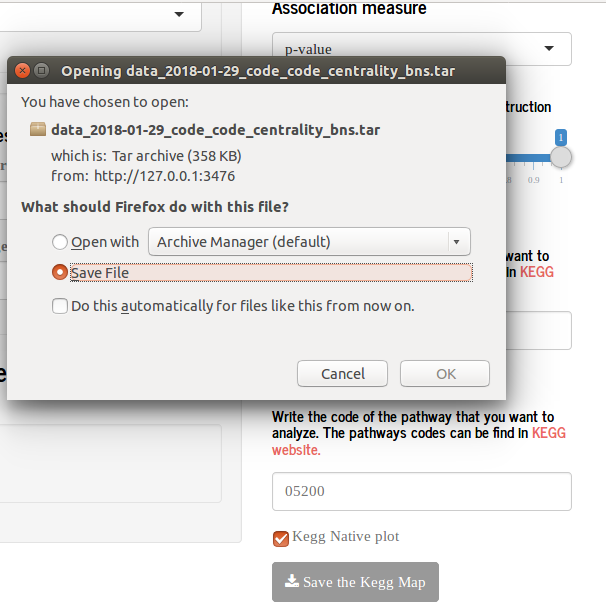 Association measure
p-value
Opening data_2018-01-29_code_code_centrality_bns.tar
You have chosen to open:
data_2018-01-29_code_code_centrality_bns.tar
which is: Tar archive (358 KB)
from: http://127.0.0.1:3476
What should Firefox do with this file?
Open with Archive Manager (default)
Save File
Do this automatically for files like this from now on.
Cancel OK
truction
1
0.9 1
want to
in KEGG
Write the code of the pathway that you want to
analyze. The pathways codes can be find in KEGG
website.
05200
Kegg Native plot
Save the Kegg Map